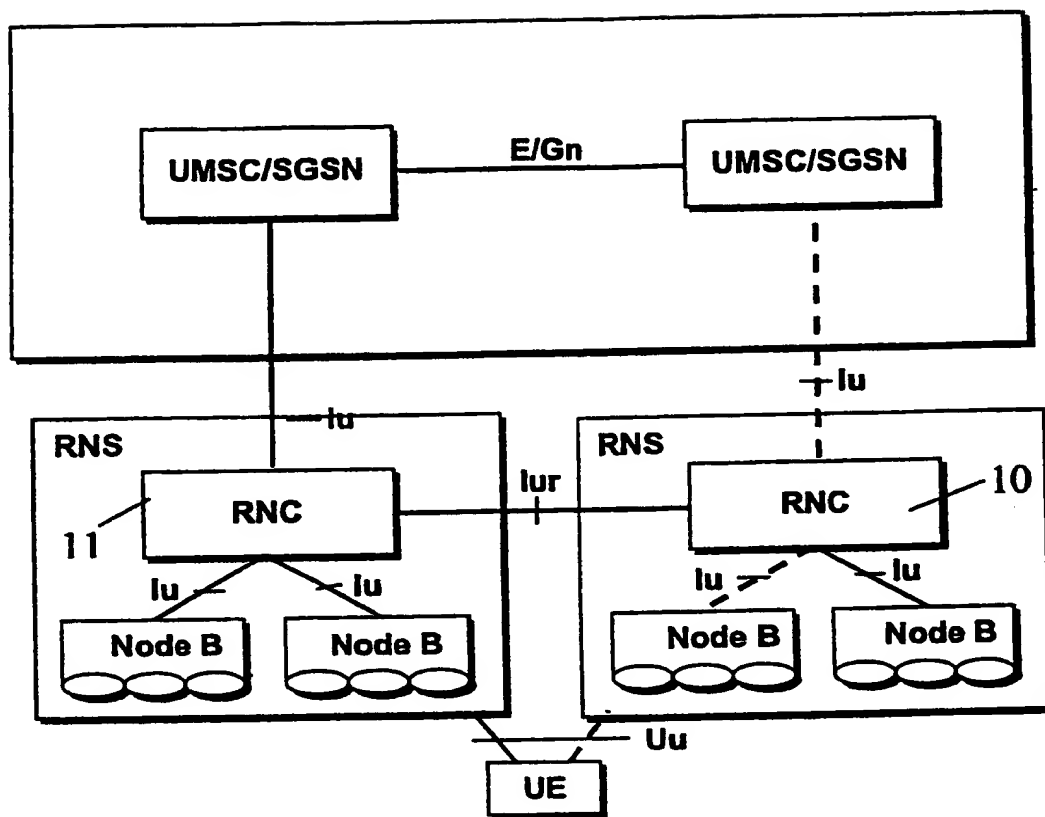 E/Gn
UMSC/SGSN
UMSC/SGSN
Iu
Iu
RNS
RNS
Iur
RNC
RNC
11
10
Iu
Iu
Iu
Iu
Node B
Node B
Node B
Node B
Uu
UE